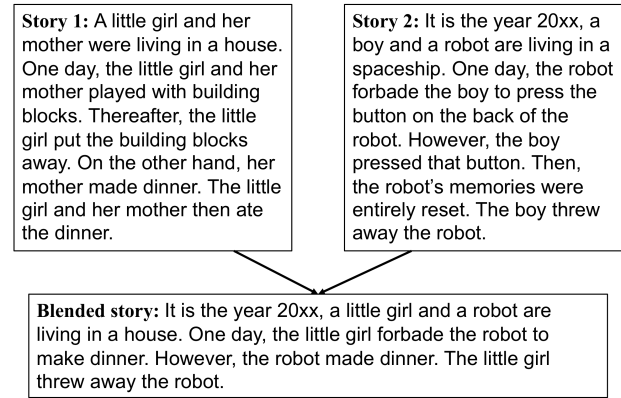 Story 1: A little girl and her
mother were living in a house.
One day, the little girl and her
mother played with building
blocks. Thereafter, the little
girl put the building blocks
away. On the other hand, her
mother made dinner. The little
girl and her mother then ate
the dinner.
Story 2: It is the year 20xx, a
boy and a robot are living in a
spaceship. One day, the robot
forbade the boy to press the
button on the back of the
robot. However, the boy
pressed that button. Then,
the robot’s memories were
entirely reset. The boy threw
away the robot.
Blended story: It is the year 20xx, a little girl and a robot are
living in a house. One day, the little girl forbade the robot to
make dinner. However, the robot made dinner. The little girl
threw away the robot.